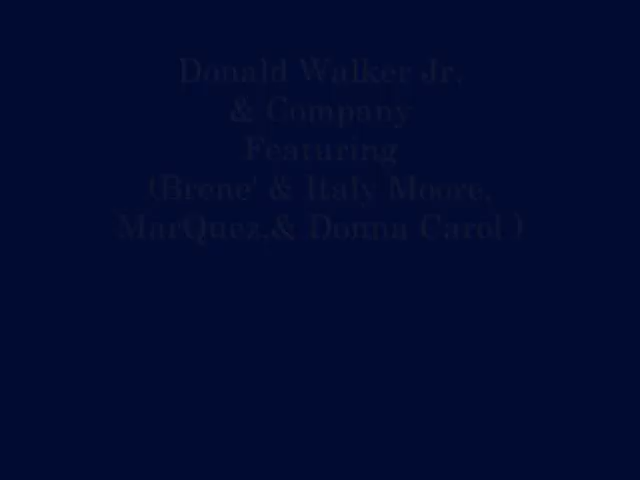 Donald Walker Jr.
& Company
Featuring
(Brene' & Italy Moore,
MarQuez,& Donna Carol )